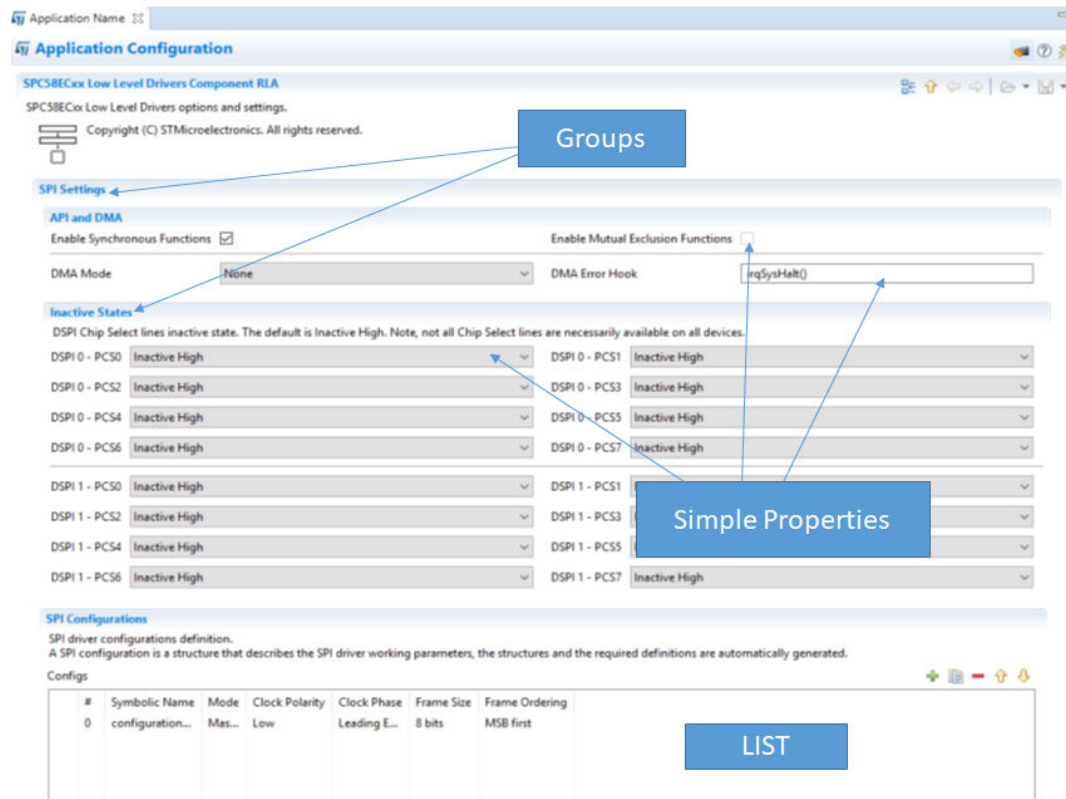 Application Name
Application Configuration
SPC58ECxx Low Level Drivers Component RLA
SPC58ECxx Low Level Drivers options and settings.
Copyright (C) STMicroelectronics. All rights reserved.
Groups
SPI Settings
API and DMA
Enable Synchronous Functions
Enable Mutual Exclusion Functions
DMA Mode None
DMA Error Hook irqSysHalt()
Inactive States
DSPI Chip Select lines inactive state. The default is Inactive High. Note, not all Chip Select lines are necessarily available on all devices.
DSPI 0 - PCS0 Inactive High DSPI 0 - PCS1 Inactive High
DSPI 0 - PCS2 Inactive High DSPI 0 - PCS3 Inactive High
DSPI 0 - PCS4 Inactive High DSPI 0 - PCS5 Inactive High
DSPI 0 - PCS6 Inactive High DSPI 0 - PCS7 Inactive High
DSPI 1 - PCS0 Inactive High DSPI 1 - PCS1
DSPI 1 - PCS2 Inactive High DSPI 1 - PCS3
Simple Properties
DSPI 1 - PCS4 Inactive High DSPI 1 - PCS5
DSPI 1 - PCS6 Inactive High DSPI 1 - PCS7 Inactive High
SPI Configurations
SPI driver configurations definition.
A SPI configuration is a structure that describes the SPI driver working parameters, the structures and the required definitions are automatically generated.
Configs
# Symbolic Name Mode Clock Polarity Clock Phase Frame Size Frame Ordering
0 configuration... Mas... Low Leading E... 8 bits MSB first
LIST